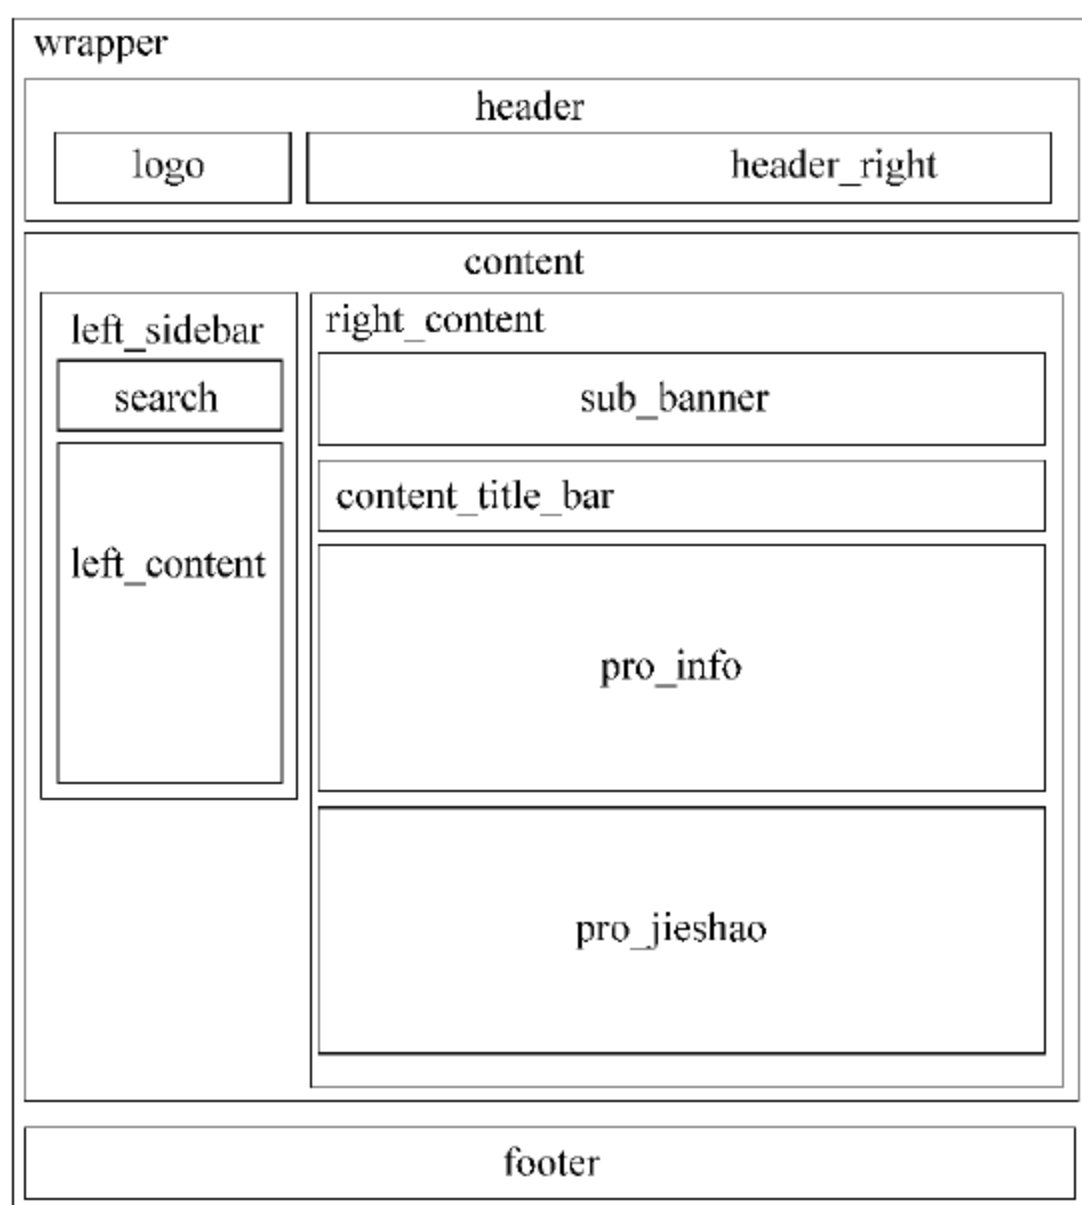 wrapper
header
logo
header_right
content
left_sidebar
search
left_content
right_content
sub_banner
content_title_bar
pro_info
pro_jieshao
footer